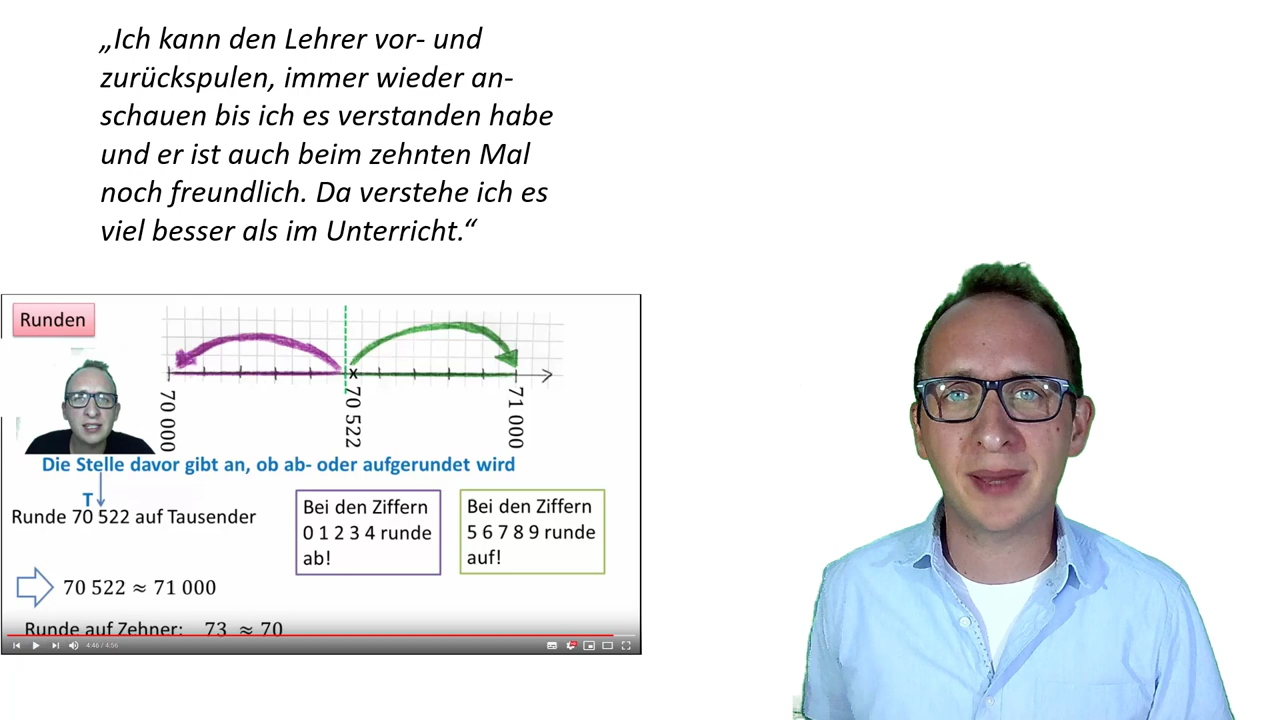 „Ich kann den Lehrer vor- und
zurückspulen, immer wieder an-
schauen bis ich es verstanden habe
und er ist auch beim zehnten Mal
noch freundlich. Da verstehe ich es
viel besser als im Unterricht.“
Runden
x
70 000
70 522
71 000
Die Stelle davor gibt an, ob ab- oder aufgerundet wird
T
Runde 70 522 auf Tausender
Bei den Ziffern
0 1 2 3 4 runde
ab!
Bei den Ziffern
5 6 7 8 9 runde
auf!
70 522 ≈ 71 000
Runde auf Zehner: 73 ≈ 70
4:46 / 4:56